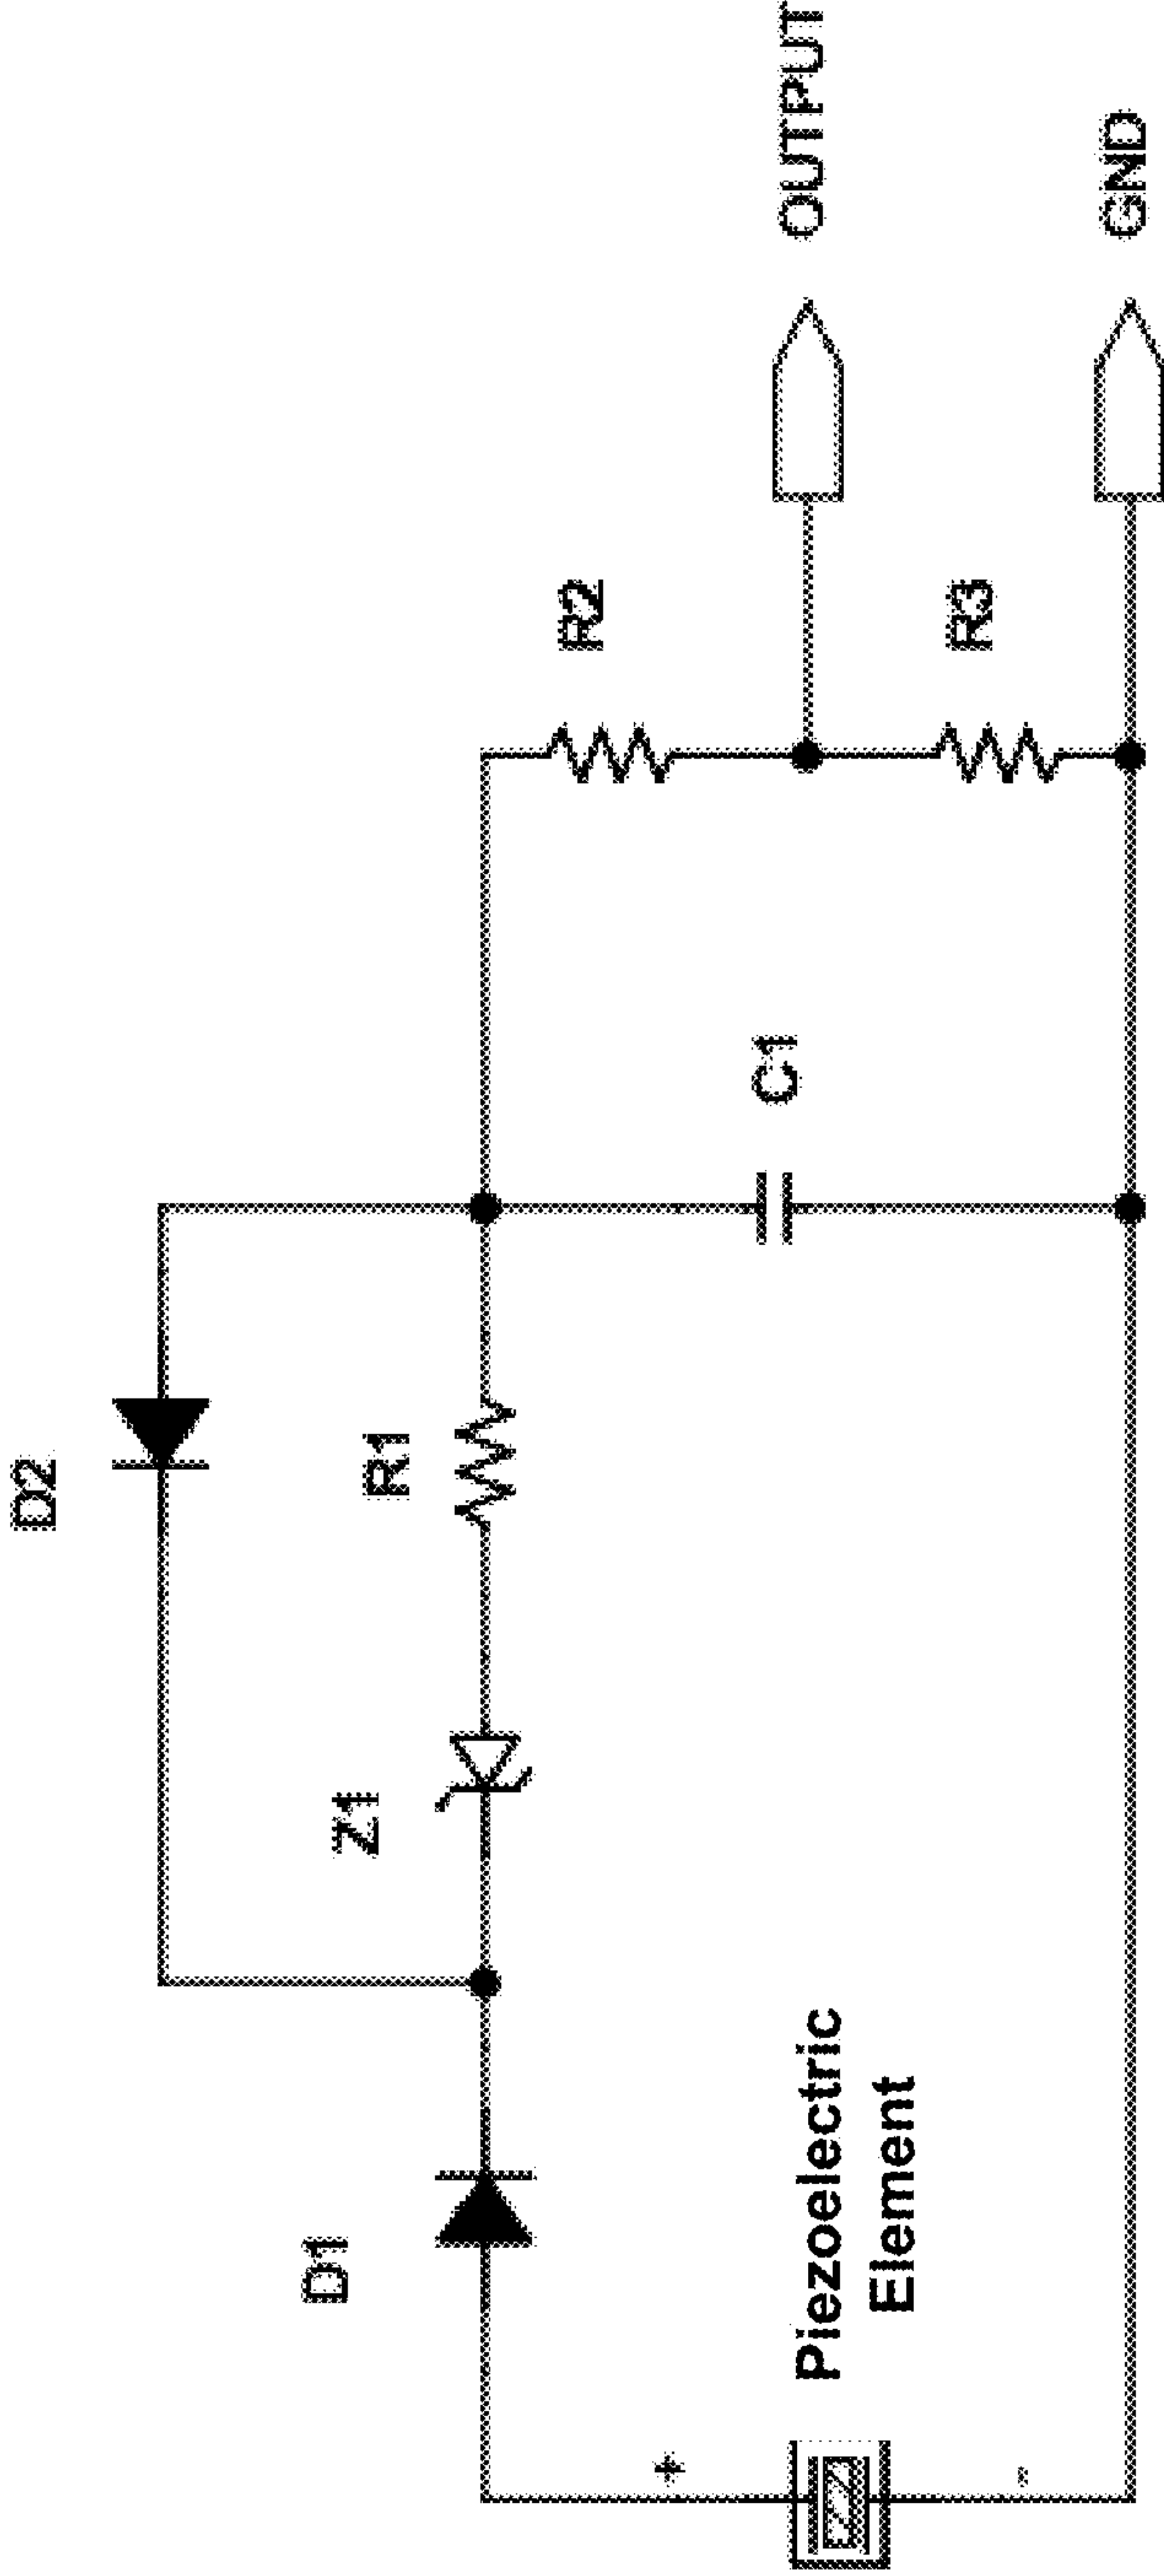 D2
D1
Z1
R1
+
Piezoelectric
Element
-
C1
R2
R3
OUTPUT
GND